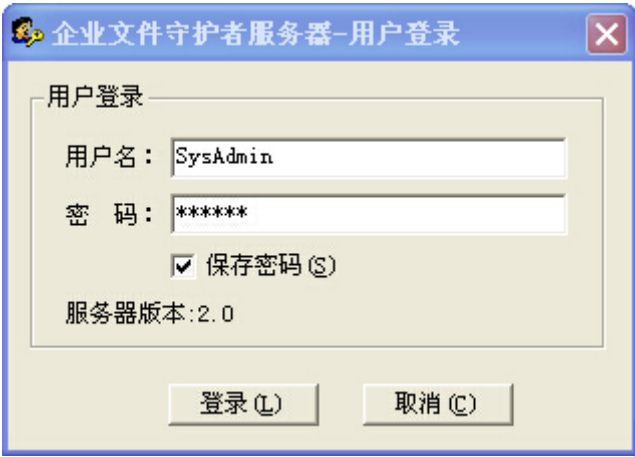 企业文件守护者服务器-用户登录
用户登录
用户名：SysAdmin
密 码：******
保存密码(S)
服务器版本:2.0
登录(L) 取消(C)